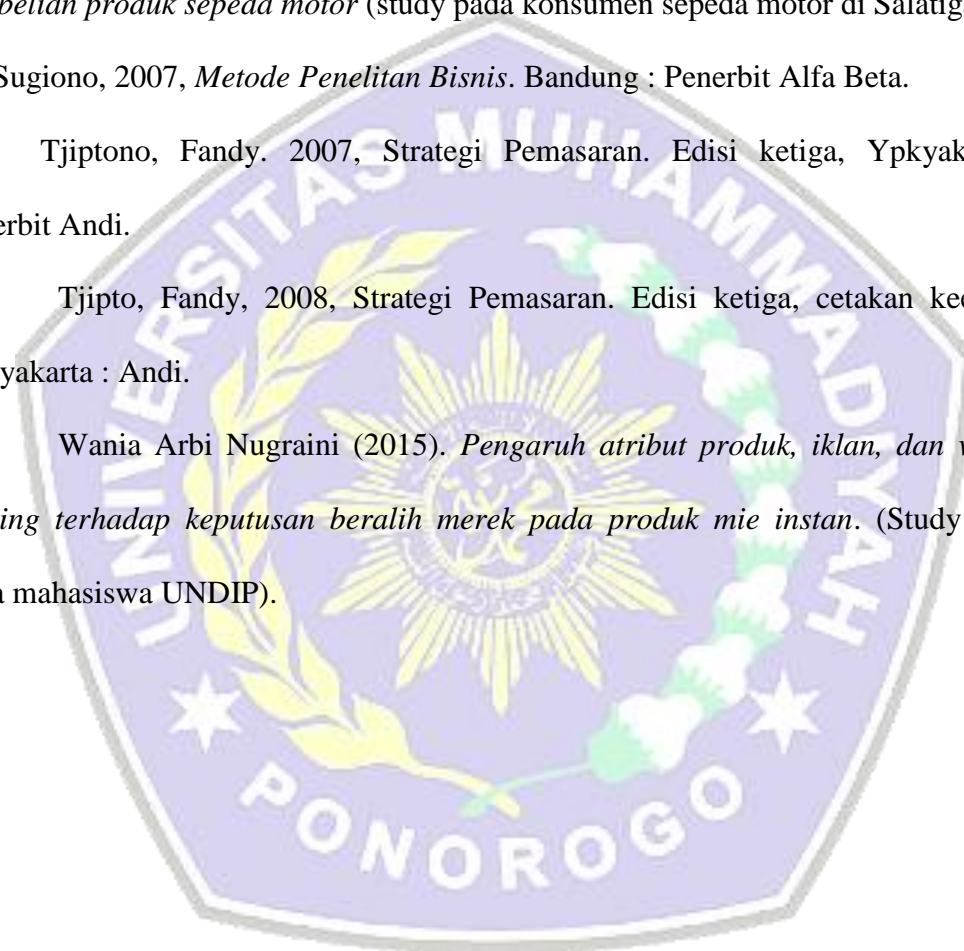 belian produk sepeda motor (study pada konsumen sepeda motor di Salatiga
Sugiono, 2007, Metode Penelitan Bisnis. Bandung : Penerbit Alfa Beta.
Tjiptono, Fandy. 2007, Strategi Pemasaran. Edisi ketiga, Ypkyak
erbit Andi.
Tjipto, Fandy, 2008, Strategi Pemasaran. Edisi ketiga, cetakan ked
yakarta : Andi.
Wania Arbi Nugraini (2015). Pengaruh atribut produk, iklan, dan v
ing terhadap keputusan beralih merek pada produk mie instan. (Study
a mahasiswa UNDIP).
UNIVERSITAS MUHAMMADIYAH
PONOROGO